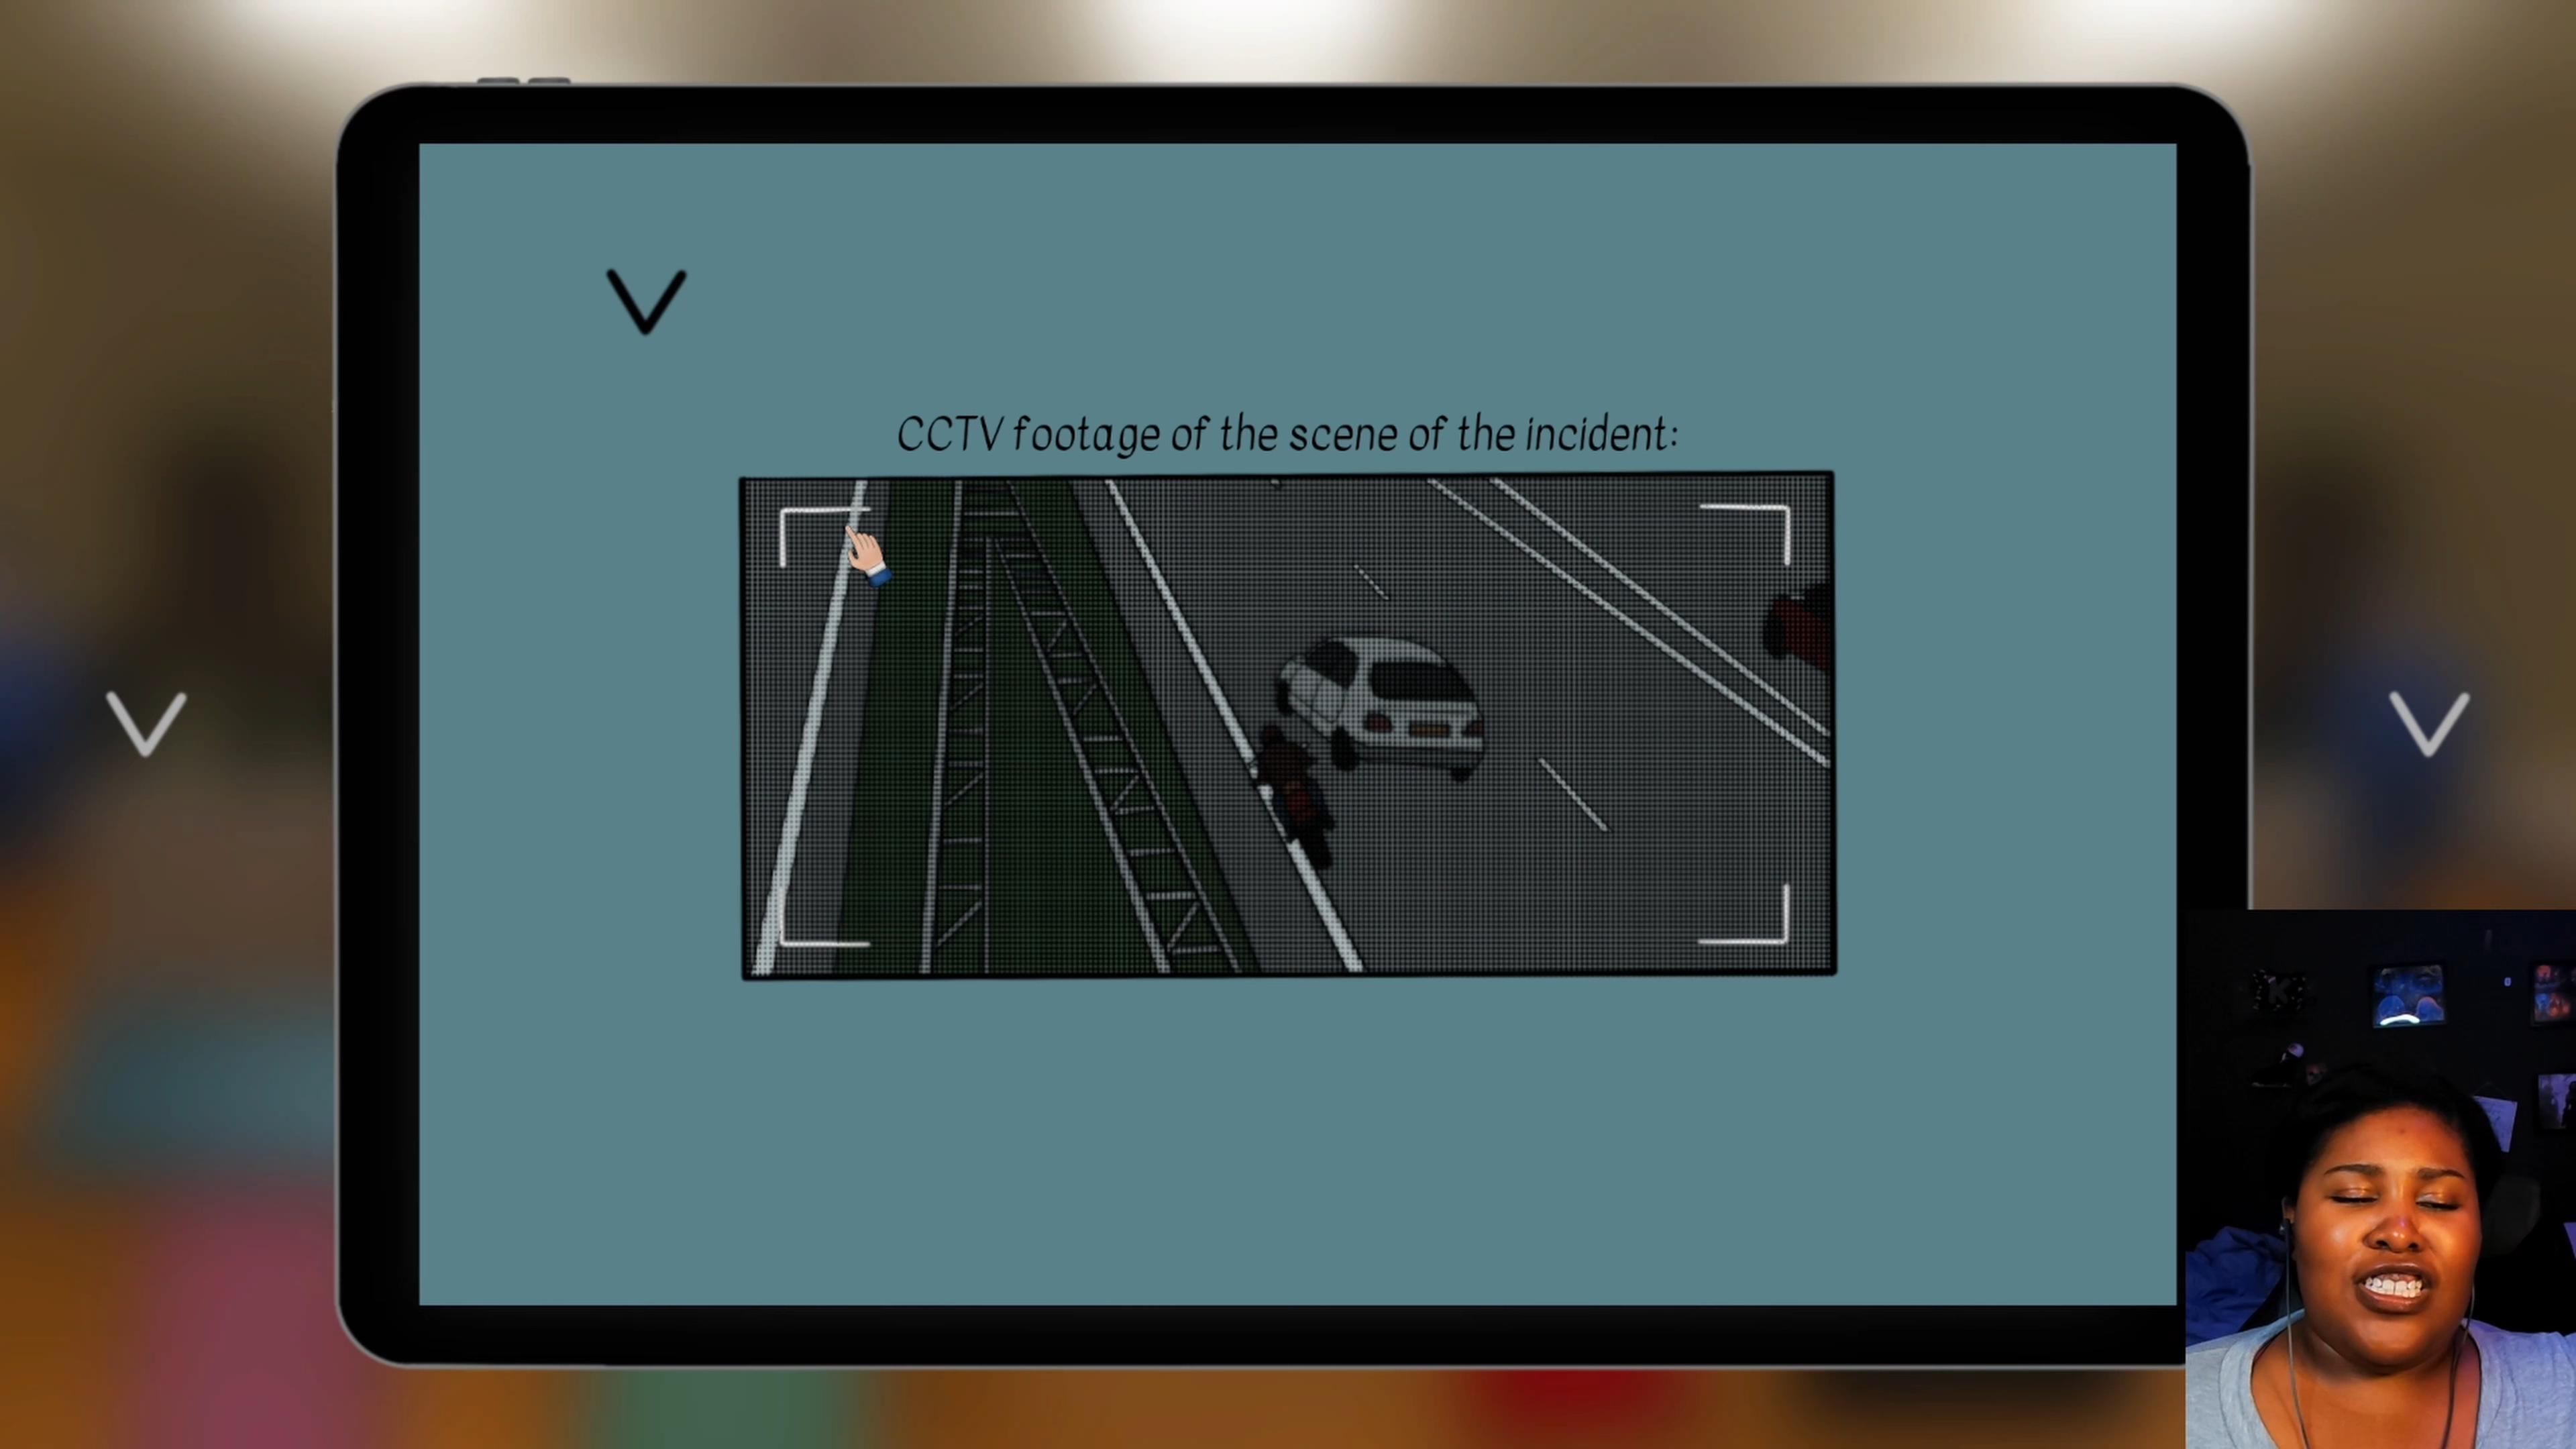 CCTV footage of the scene of the incident: